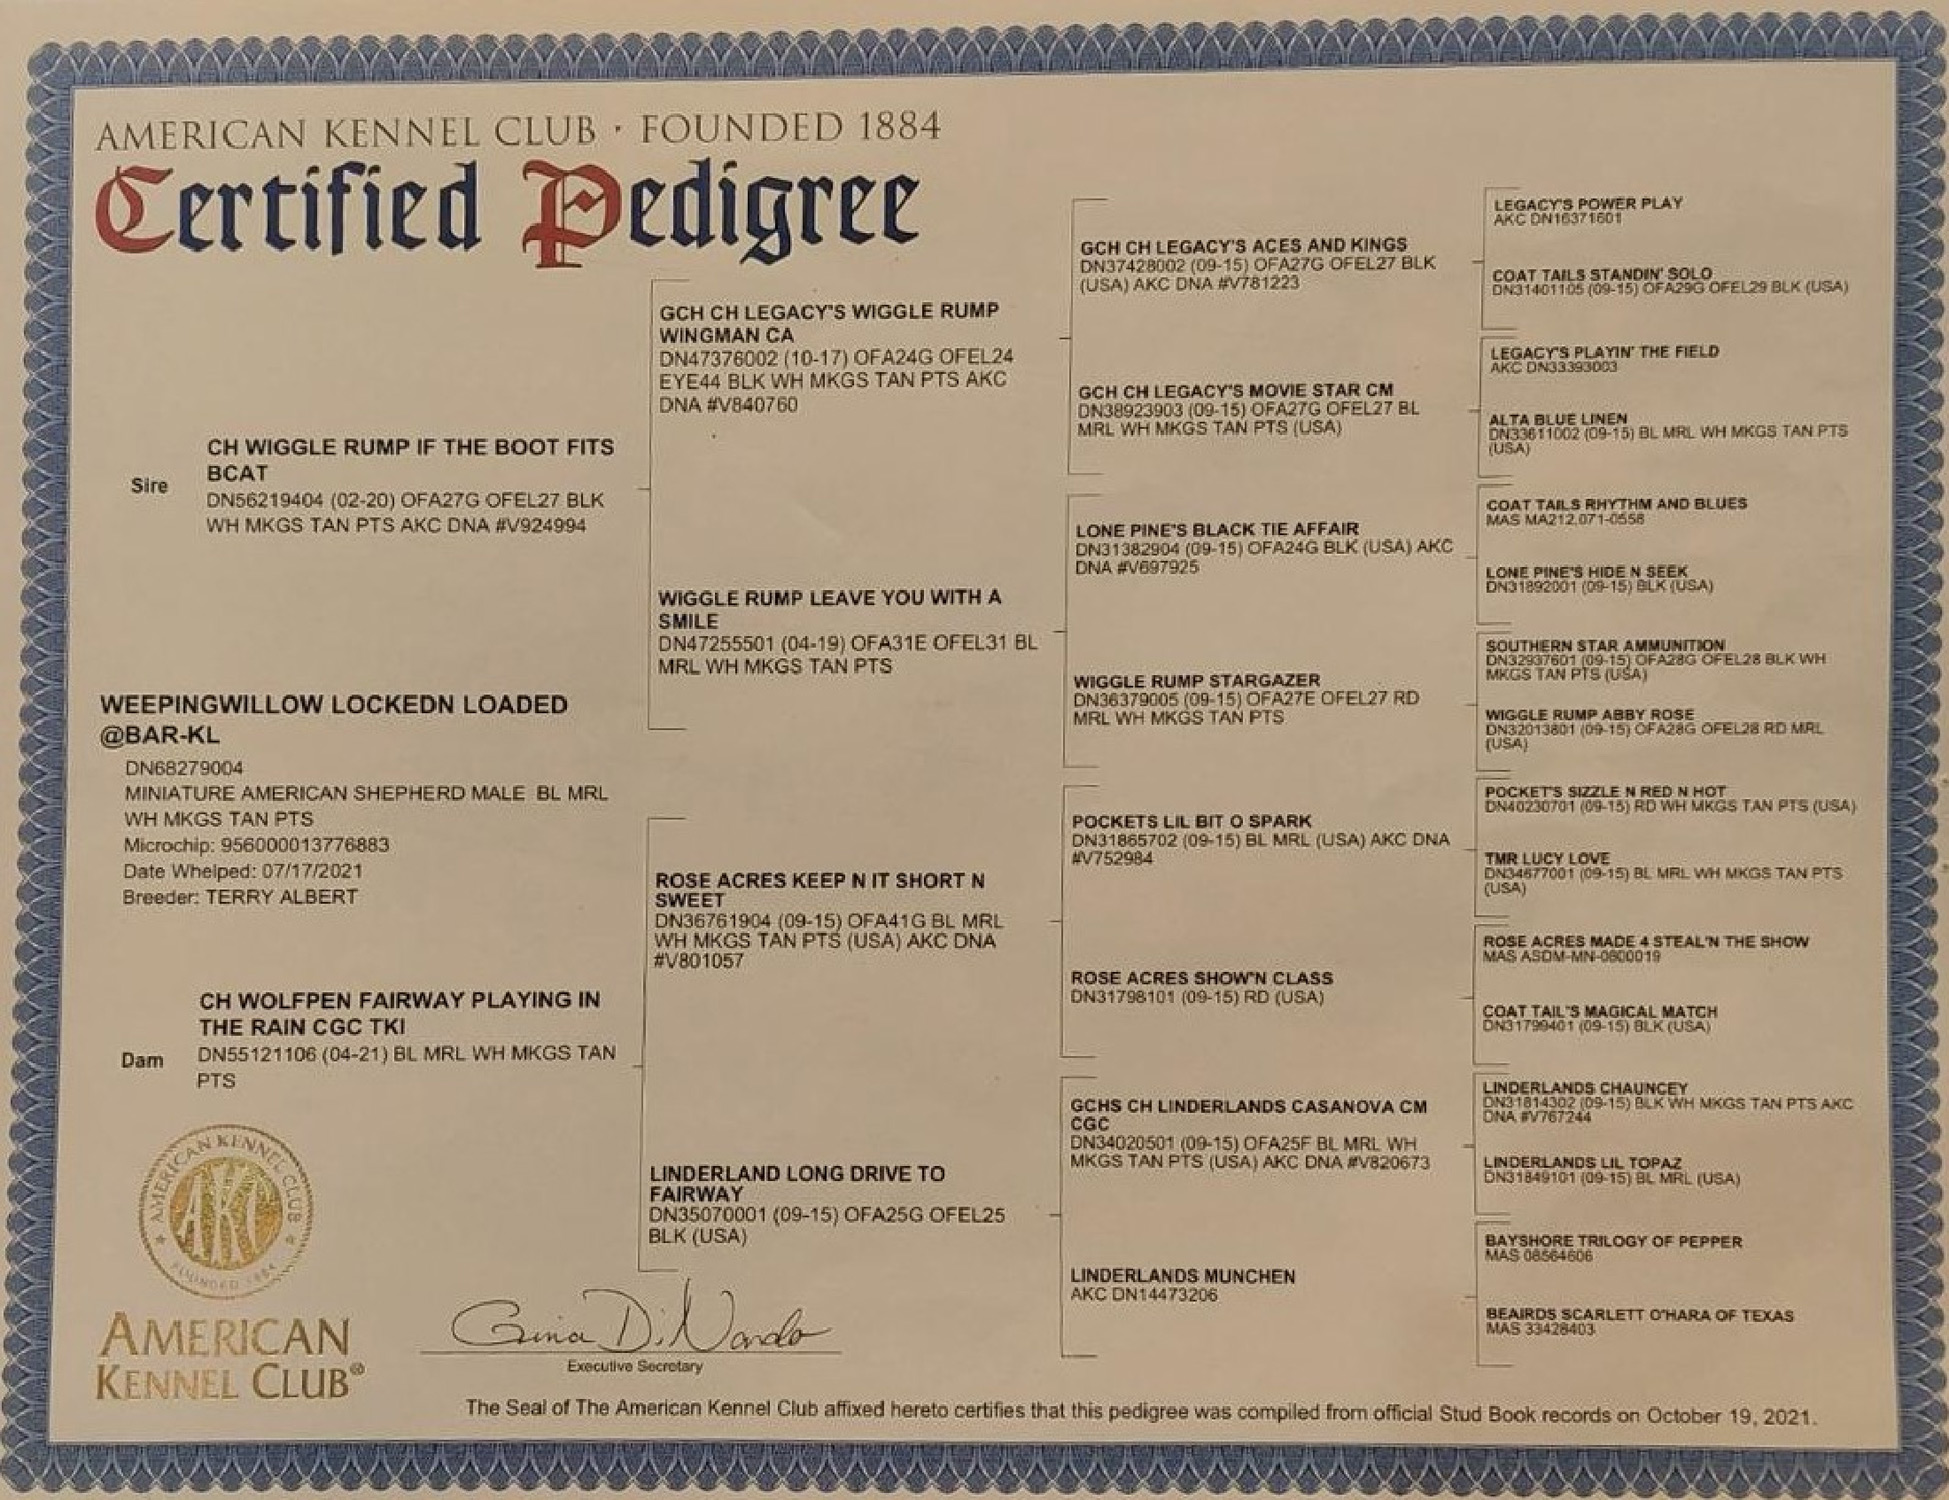 AMERICAN KENNEL CLUB · FOUNDED 1884
Certified Pedigree
Sire
CH WIGGLE RUMP IF THE BOOT FITS
BCAT
DN56219404 (02-20) OFA27G OFEL27 BLK
WH MKGS TAN PTS AKC DNA #V924994
WEEPINGWILLOW LOCKEDN LOADED
@BAR-KL
DN68279004
MINIATURE AMERICAN SHEPHERD MALE BL MRL
WH MKGS TAN PTS
Microchip: 956000013776883
Date Whelped: 07/17/2021
Breeder: TERRY ALBERT
Dam
CH WOLFPEN FAIRWAY PLAYING IN
THE RAIN CGC TKI
DN55121106 (04-21) BL MRL WH MKGS TAN
PTS
GCH CH LEGACY'S WIGGLE RUMP
WINGMAN CA
DN47376002 (10-17) OFA24G OFEL24
EYE44 BLK WH MKGS TAN PTS AKC
DNA #V840760
WIGGLE RUMP LEAVE YOU WITH A
SMILE
DN47255501 (04-19) OFA31E OFEL31 BL
MRL WH MKGS TAN PTS
ROSE ACRES KEEP N IT SHORT N
SWEET
DN36761904 (09-15) OFA41G BL MRL
WH MKGS TAN PTS (USA) AKC DNA
#V801057
LINDERLAND LONG DRIVE TO
FAIRWAY
DN35070001 (09-15) OFA25G OFEL25
BLK (USA)
GCH CH LEGACY'S ACES AND KINGS
DN37428002 (09-15) OFA27G OFEL27 BLK
(USA) AKC DNA #V781223
GCH CH LEGACY'S MOVIE STAR CM
DN38923903 (09-15) OFA27G OFEL27 BL
MRL WH MKGS TAN PTS (USA)
LONE PINE'S BLACK TIE AFFAIR
DN31382904 (09-15) OFA24G BLK (USA) AKC
DNA #V697925
WIGGLE RUMP STARGAZER
DN36379005 (09-15) OFA27E OFEL27 RD
MRL WH MKGS TAN PTS
POCKETS LIL BIT O SPARK
DN31865702 (09-15) BL MRL (USA) AKC DNA
#V752984
ROSE ACRES SHOW'N CLASS
DN31798101 (09-15) RD (USA)
GCHS CH LINDERLANDS CASANOVA CM
CGC
DN34020501 (09-15) OFA25F BL MRL WH
MKGS TAN PTS (USA) AKC DNA #V820673
LINDERLANDS MUNCHEN
AKC DN14473206
LEGACY'S POWER PLAY
AKC DN16371601
COAT TAILS STANDIN' SOLO
DN31401105 (09-15) OFA29G OFEL29 BLK (USA)
LEGACY'S PLAYIN' THE FIELD
AKC DN33393003
ALTA BLUE LINEN
DN33611002 (09-15) BL MRL WH MKGS TAN PTS
(USA)
COAT TAILS RHYTHM AND BLUES
MAS MA212.071-0558
LONE PINE'S HIDE N SEEK
DN31892001 (09-15) BLK (USA)
SOUTHERN STAR AMMUNITION
DN32937601 (09-15) OFA28G OFEL28 BLK WH
MKGS TAN PTS (USA)
WIGGLE RUMP ABBY ROSE
DN32013801 (09-15) OFA28G OFEL28 RD MRL
(USA)
POCKET'S SIZZLE N RED N HOT
DN40230701 (09-15) RD WH MKGS TAN PTS (USA)
TMR LUCY LOVE
DN34677001 (09-15) BL MRL WH MKGS TAN PTS
(USA)
ROSE ACRES MADE 4 STEAL'N THE SHOW
MAS ASDM-MN-0800019
COAT TAIL'S MAGICAL MATCH
DN31799401 (09-15) BLK (USA)
LINDERLANDS CHAUNCEY
DN31814302 (09-15) BLK WH MKGS TAN PTS AKC
DNA #V767244
LINDERLANDS LIL TOPAZ
DN31849101 (09-15) BL MRL (USA)
BAYSHORE TRILOGY OF PEPPER
MAS 08564606
BEAIRDS SCARLETT O'HARA OF TEXAS
MAS 33428403
AMERICAN KENNEL CLUB
AKC
FOUNDED 1884
AMERICAN
KENNEL CLUB®
Gina DiNardo
Executive Secretary
The Seal of The American Kennel Club affixed hereto certifies that this pedigree was compiled from official Stud Book records on October 19, 2021.